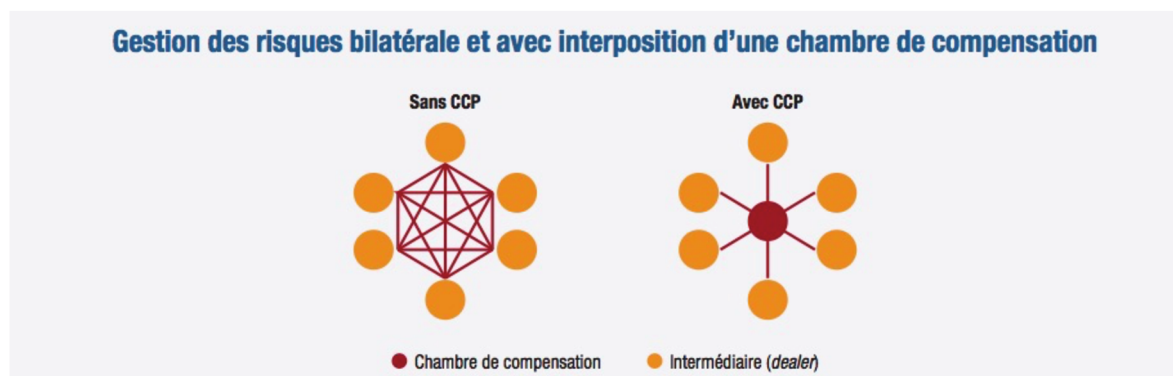 Gestion des risques bilatérale et avec interposition d’une chambre de compensation
Sans CCP
Avec CCP
Chambre de compensation
Intermédiaire (dealer)